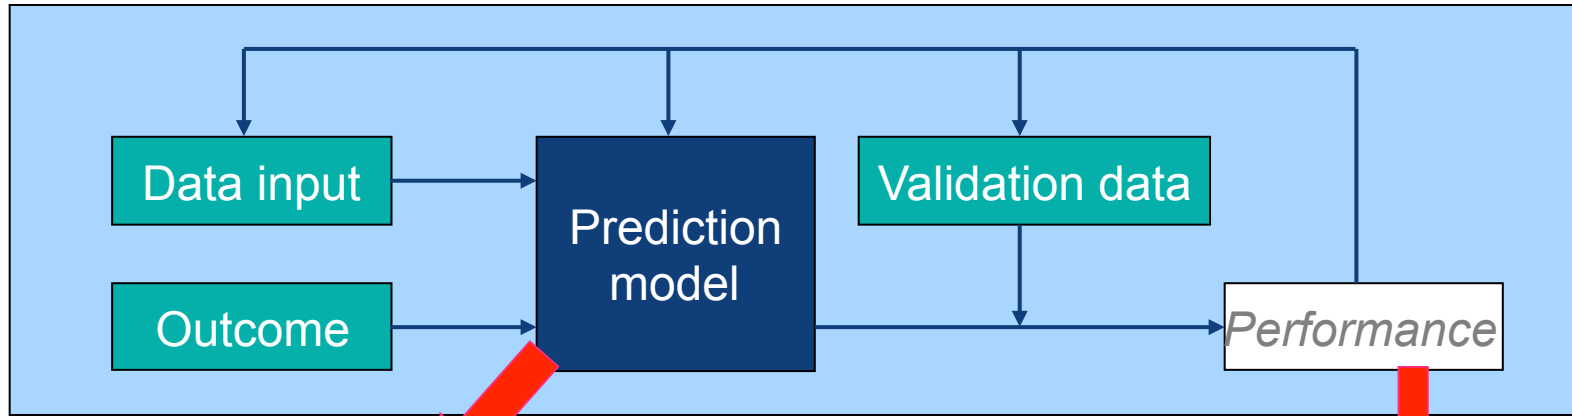 Data input
Prediction
model
Validation data
Outcome
Performance